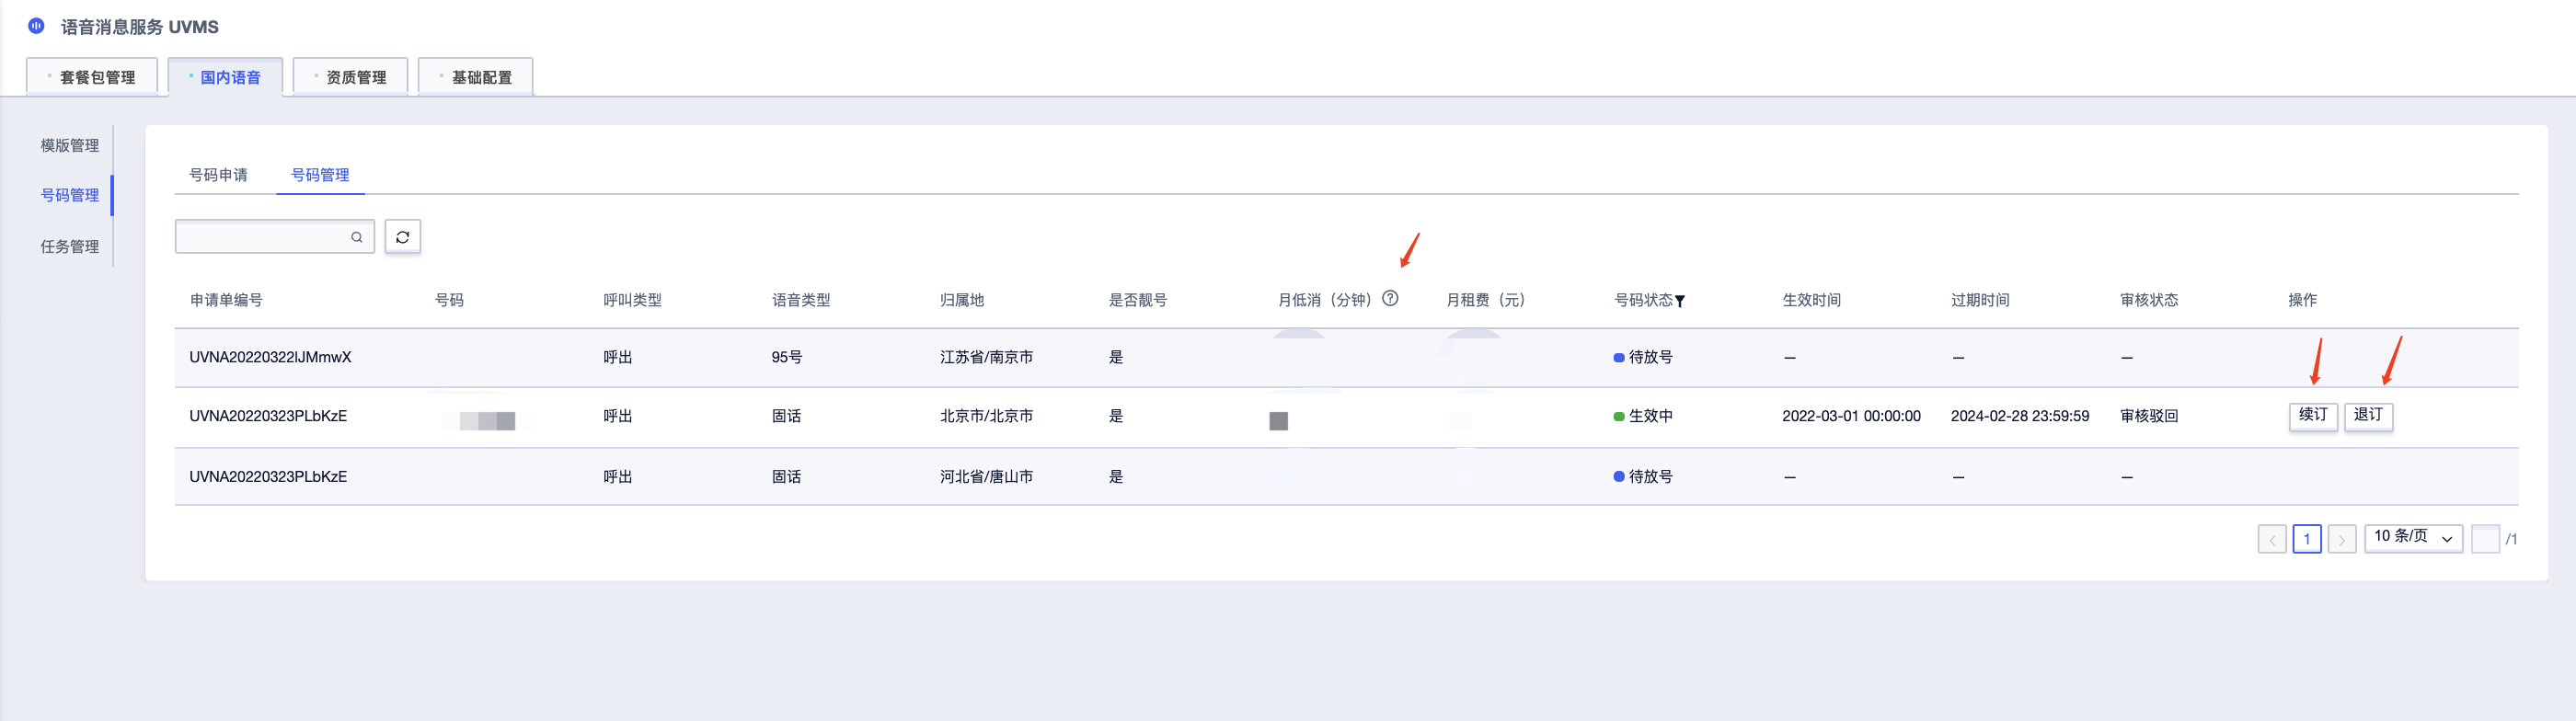 语音消息服务 UVMS
套餐包管理 国内语音 资质管理 基础配置
模版管理
号码管理
任务管理
号码申请 号码管理
申请单编号 号码 呼叫类型 语音类型 归属地 是否靓号 月低消（分钟） ? 月租费（元） 号码状态 生效时间 过期时间 审核状态 操作
UVNA20220322IJMmwX 呼出 95号 江苏省/南京市 是 待放号 – – –
UVNA20220323PLbKzE 呼出 固话 北京市/北京市 是 生效中 2022-03-01 00:00:00 2024-02-28 23:59:59 审核驳回 续订 退订
UVNA20220323PLbKzE 呼出 固话 河北省/唐山市 是 待放号 – – –
1 10 条/页 /1